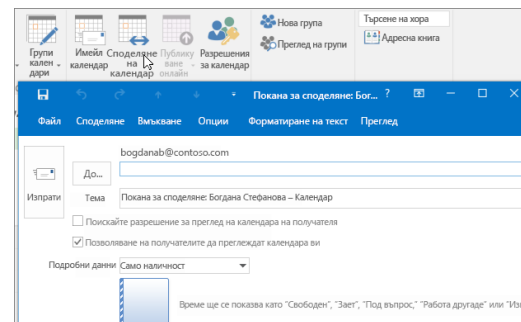 Групи кален - дари
Имейл календар
Споделяне на календар
Публику ване онлайн
Разрешения за календар
Нова група
Преглед на групи
Търсене на хора
Адресна книга
Покана за споделяне: Бог... ?
Файл Споделяне Вмъкване Опции Форматиране на текст Преглед
bogdanab@contoso.com
Изпрати
До...
Тема Покана за споделяне: Богдана Стефанова – Календар
Поискайте разрешение за преглед на календара на получателя
Позволяване на получателите да преглеждат календара ви
Подробни данни Само наличност
Време ще се показва като "Свободен", "Зает", "Под въпрос," "Работа другаде" или